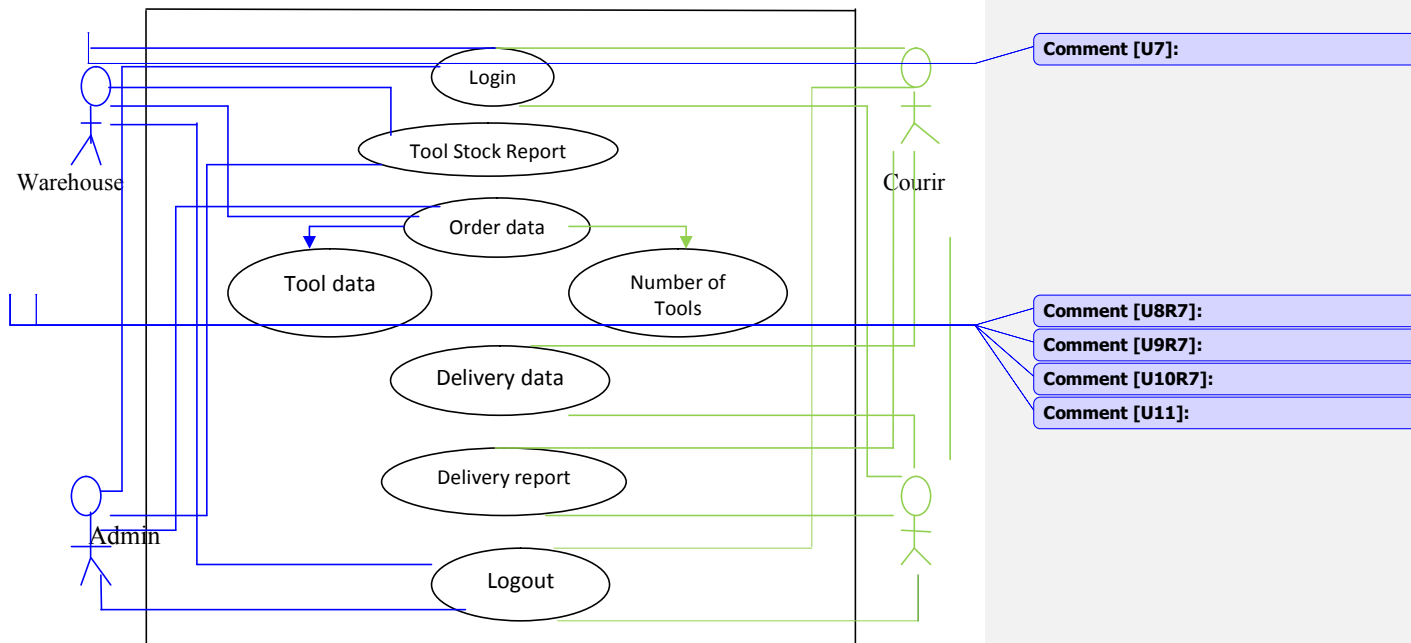 Comment [U7]:
Login
Tool Stock Report
Warehouse
Courir
Order data
Tool data
Number of
Tools
Comment [U8R7]:
Comment [U9R7]:
Comment [U10R7]:
Comment [U11]:
Delivery data
Delivery report
Admin
Logout